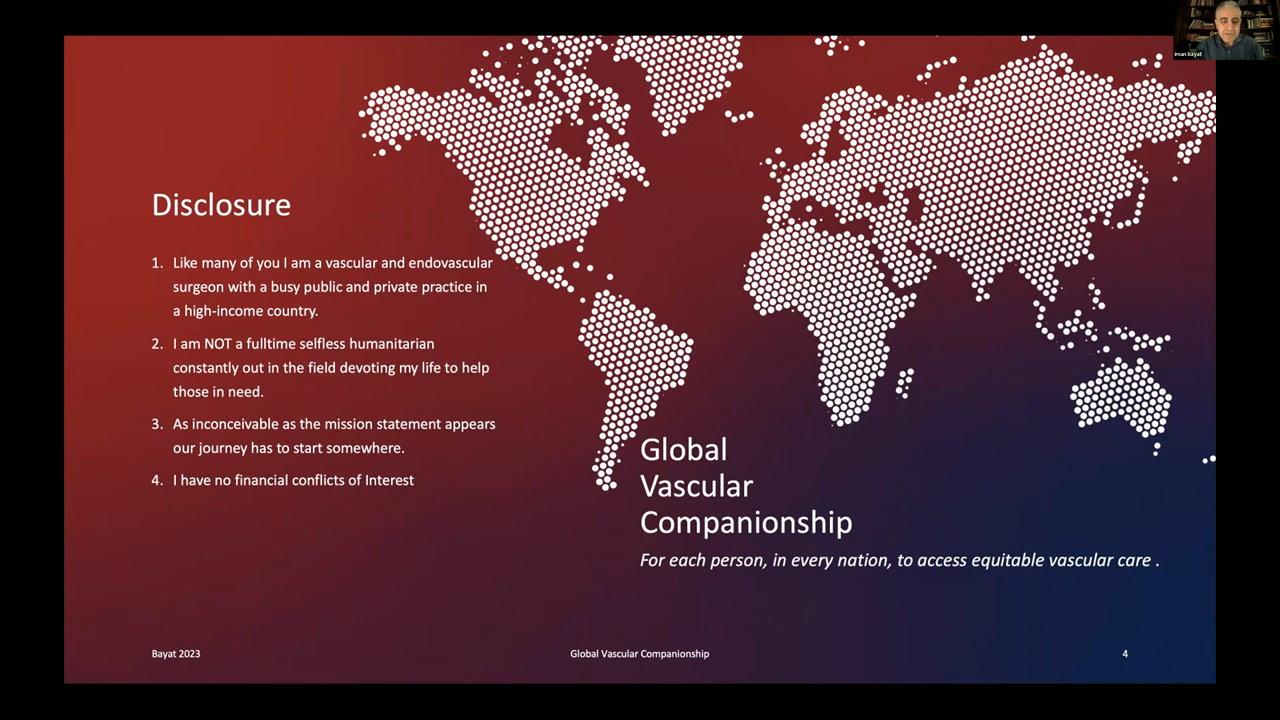 iman bayat
Disclosure
1. Like many of you I am a vascular and endovascular
surgeon with a busy public and private practice in
a high-income country.
2. I am NOT a fulltime selfless humanitarian
constantly out in the field devoting my life to help
those in need.
3. As inconceivable as the mission statement appears
our journey has to start somewhere.
4. I have no financial conflicts of Interest
Global
Vascular
Companionship
For each person, in every nation, to access equitable vascular care .
Bayat 2023
Global Vascular Companionship
4